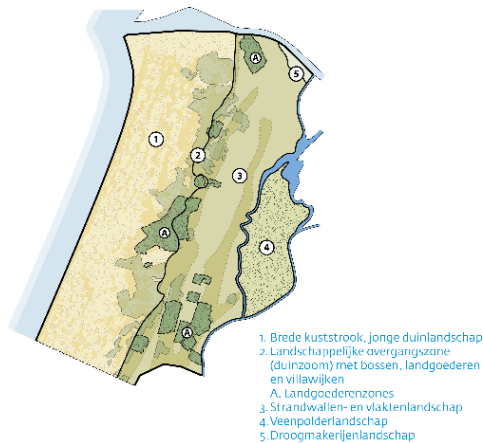 A
5
1
2
3
A
4
A
1. Brede kuststrook, jonge duinlandschap
2. Landschappelijke overgangszone
(duinzoom) met bossen, landgoederen
en villawijken
A. Landgoederenzones
3. Strandwallen- en vlaktenlandschap
4. Veenpolderlandschap
5. Droogmakerijenlandschap